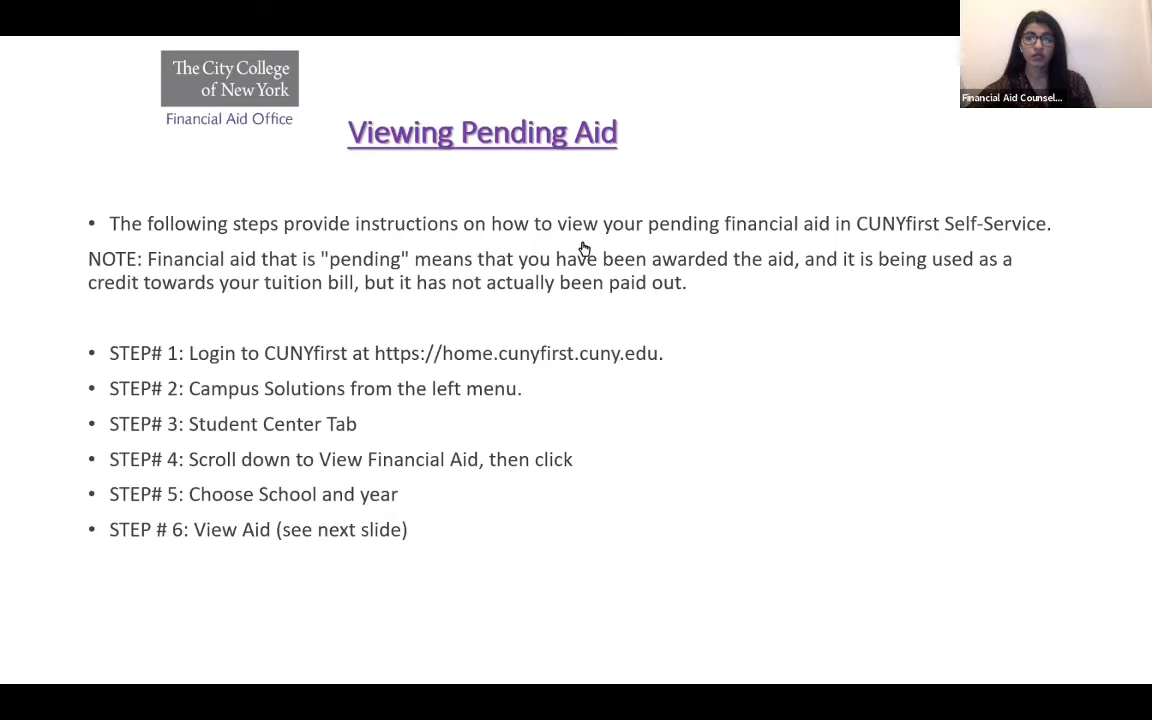 The City College
of New York
Financial Aid Office
Financial Aid Counsel...
Viewing Pending Aid
• The following steps provide instructions on how to view your pending financial aid in CUNYfirst Self-Service.
NOTE: Financial aid that is "pending" means that you have been awarded the aid, and it is being used as a
credit towards your tuition bill, but it has not actually been paid out.
• STEP# 1: Login to CUNYfirst at https://home.cunyfirst.cuny.edu.
• STEP# 2: Campus Solutions from the left menu.
• STEP# 3: Student Center Tab
• STEP# 4: Scroll down to View Financial Aid, then click
• STEP# 5: Choose School and year
• STEP # 6: View Aid (see next slide)